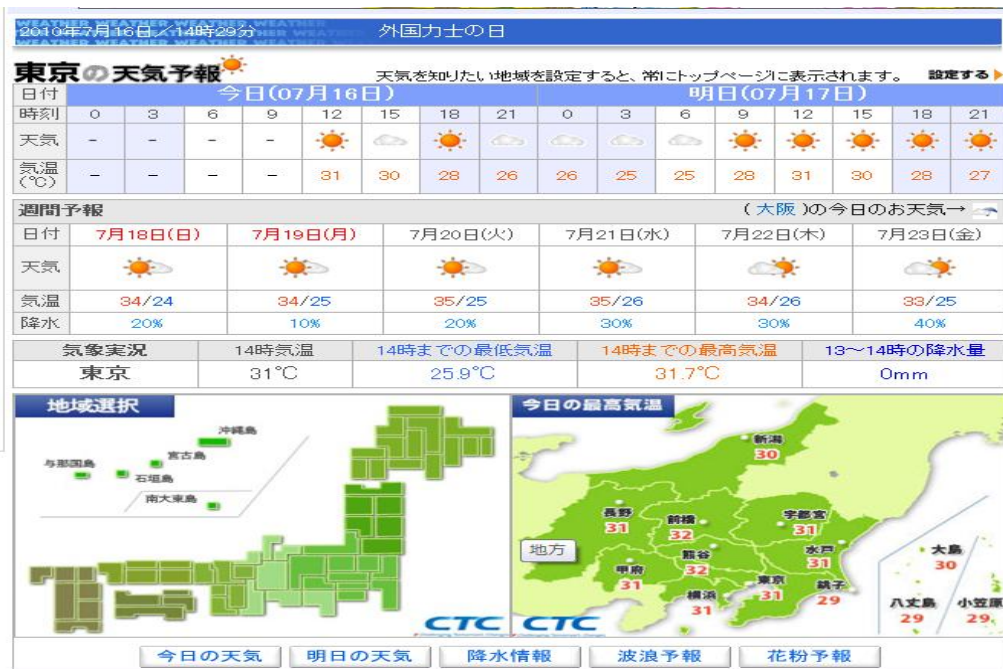 2010年7月16日／14時29分 外国力士の日
東京の天気予報 天気を知りたい地域を設定すると、常にトップページに表示されます。 設定する
日付 今日(07月16日) 明日(07月17日)
時刻 0 3 6 9 12 15 18 21 0 3 6 9 12 15 18 21
天気 - - - -
気温(℃) - - - - 31 30 28 26 26 25 25 28 31 30 28 27
週間予報 (大阪)の今日のお天気→
日付 7月18日(日) 7月19日(月) 7月20日(火) 7月21日(水) 7月22日(木) 7月23日(金)
天気
気温 34/24 34/25 35/25 35/26 34/26 33/25
降水 20% 10% 20% 30% 30% 40%
気象実況 14時気温 14時までの最低気温 14時までの最高気温 13～14時の降水量
東京 31℃ 25.9℃ 31.7℃ 0mm
地域選択
沖縄島
宮古島
与那国島
石垣島
南大東島
CTC
今日の最高気温
新潟
30
長野
31
前橋
32
宇都宮
31
地方
熊谷
32
水戸
31
甲府
31
東京
31
銚子
29
横浜
31
大島
30
八丈島
29
小笠原
29
CTC
今日の天気 明日の天気 降水情報 波浪予報 花粉予報